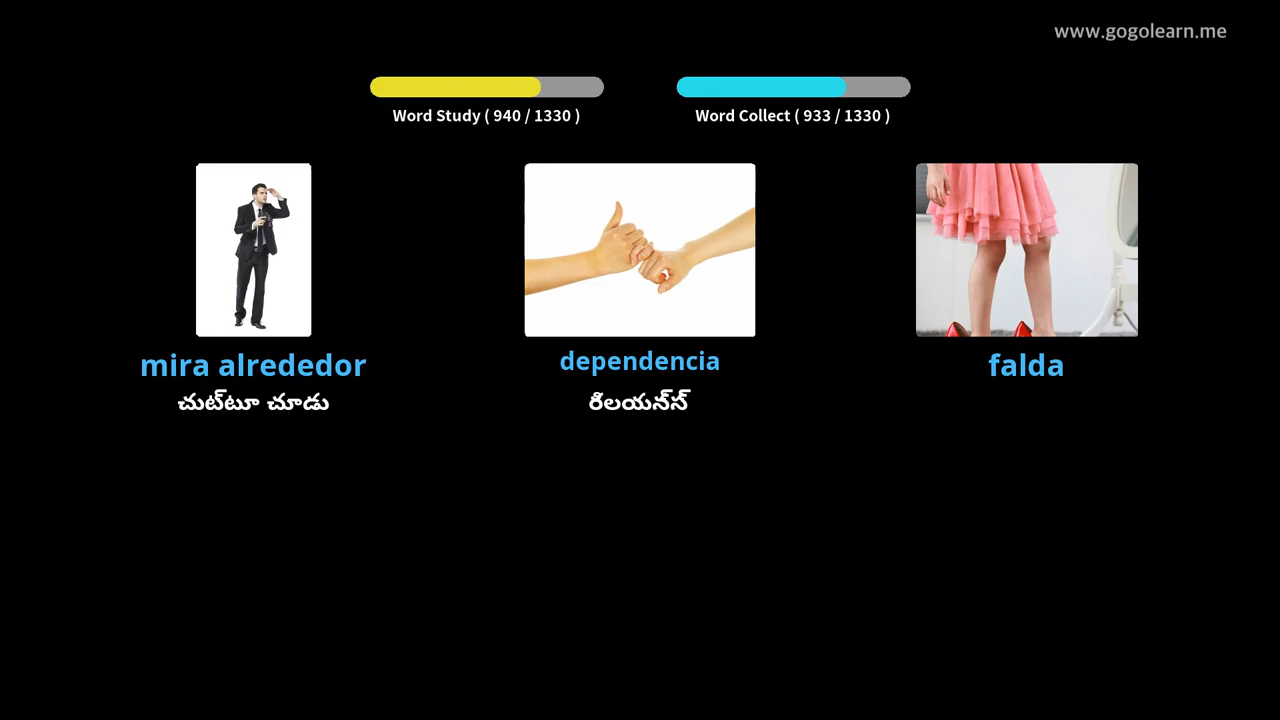 www.gogolearn.me
Word Study ( 940 / 1330 )
Word Collect ( 933 / 1330 )
mira alrededor
dependencia
falda
చుట్‌టూ చూడు
రిలయన్‌స్